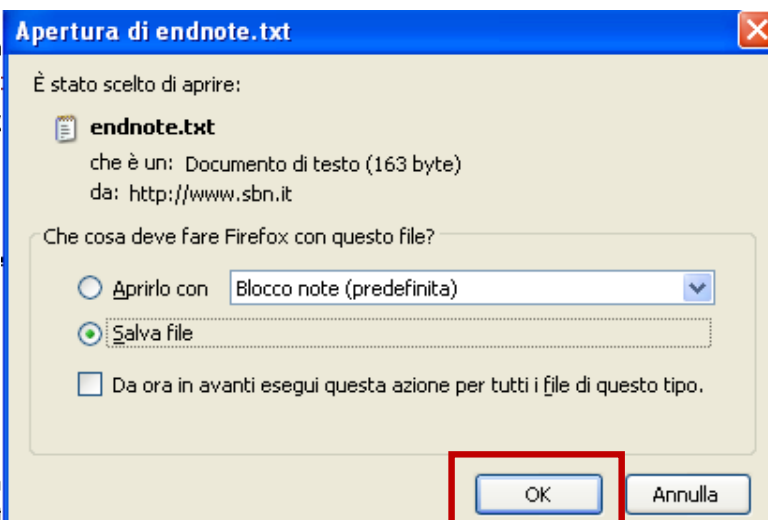 Apertura di endnote.txt
È stato scelto di aprire:
endnote.txt
che è un: Documento di testo (163 byte)
da: http://www.sbn.it
Che cosa deve fare Firefox con questo file?
Aprirlo con Blocco note (predefinita)
Salva file
Da ora in avanti esegui questa azione per tutti i file di questo tipo.
OK Annulla